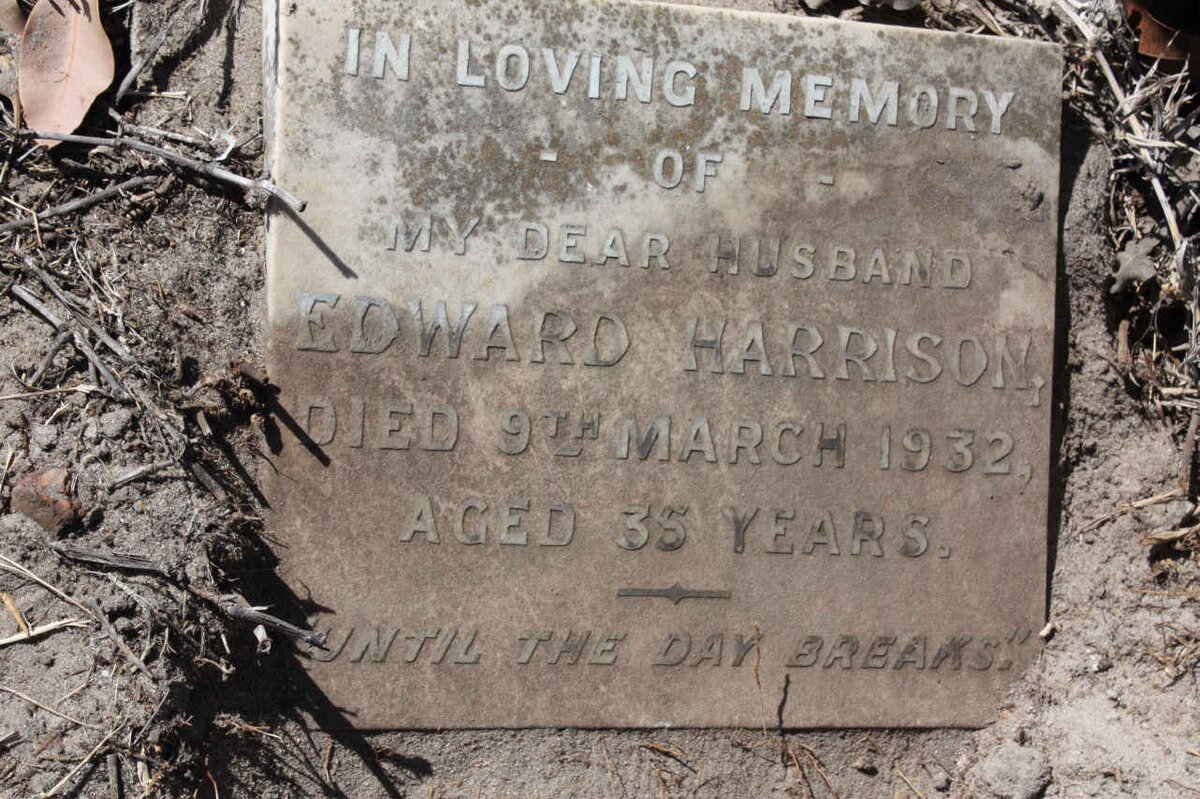 IN LOVING MEMORY
- OF -
MY DEAR HUSBAND
EDWARD HARRISON,
DIED 9TH MARCH 1932,
AGED 35 YEARS.
UNTIL THE DAY BREAKS."